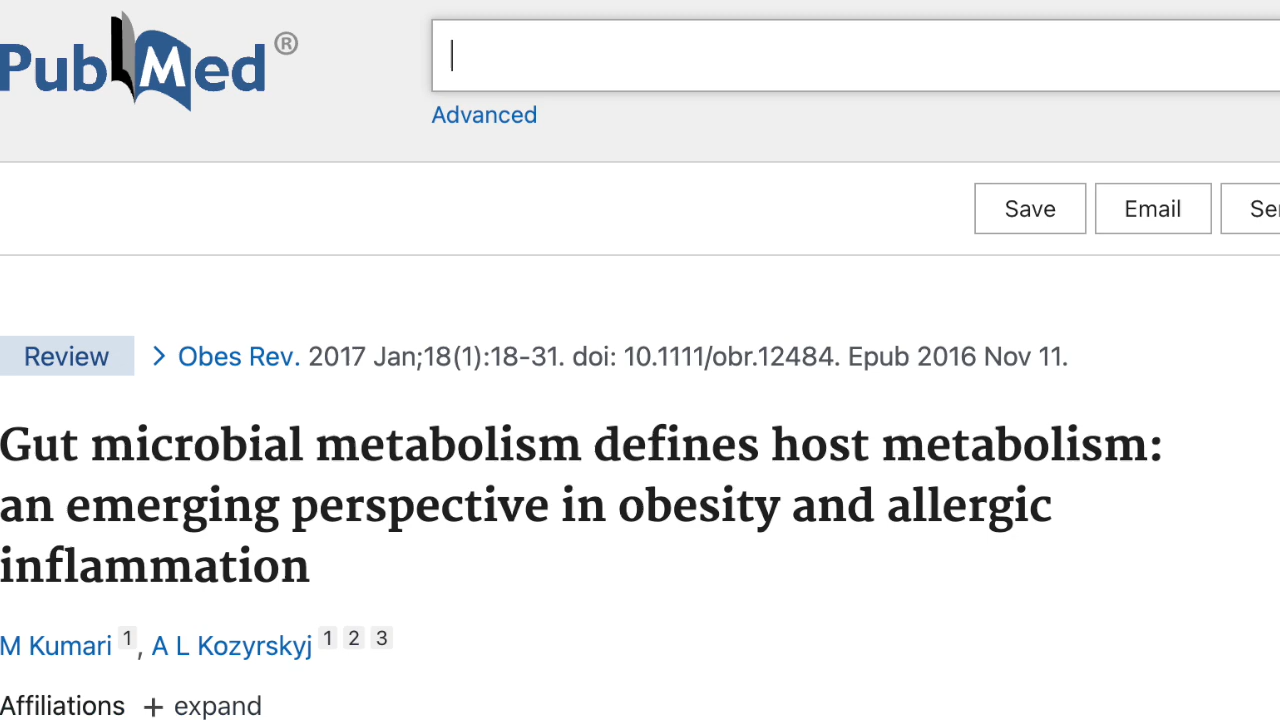 PubMed®
Advanced
Save Email
Review > Obes Rev. 2017 Jan;18(1):18-31. doi: 10.1111/obr.12484. Epub 2016 Nov 11.
Gut microbial metabolism defines host metabolism:
an emerging perspective in obesity and allergic
inflammation
M Kumari 1, A L Kozyrskyj 1 2 3
Affiliations + expand